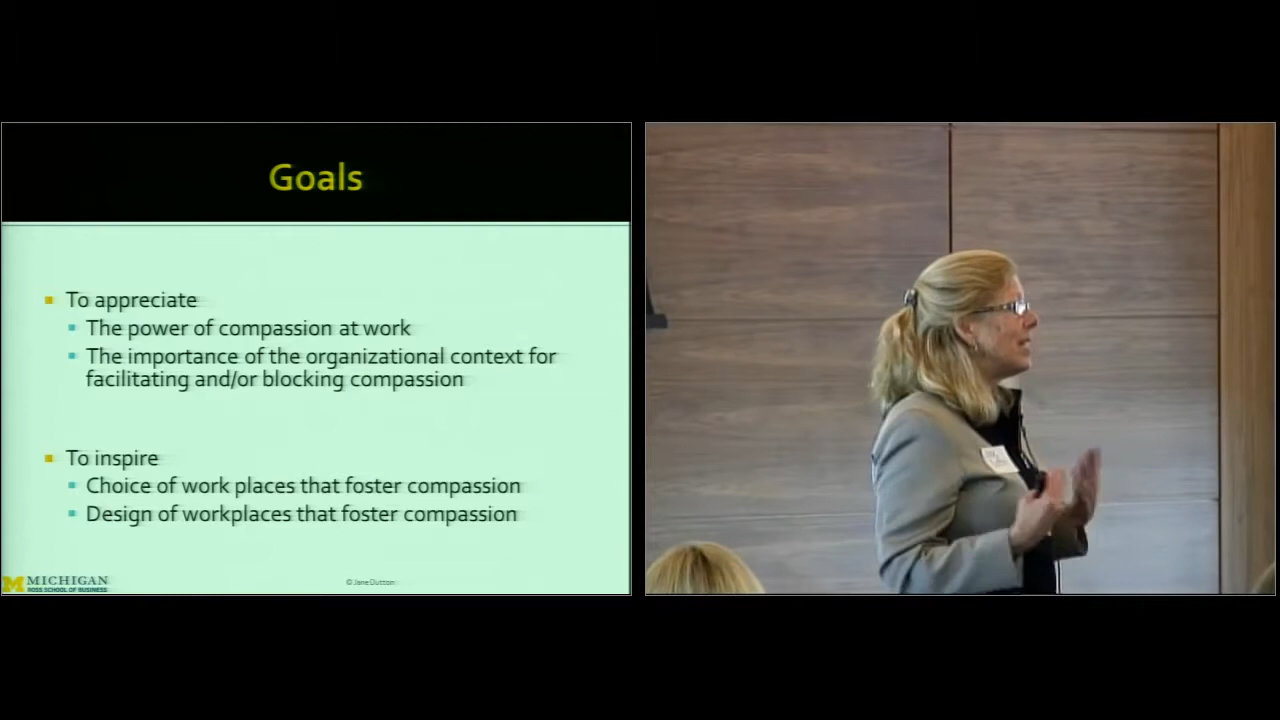 Goals
To appreciate
The power of compassion at work
The importance of the organizational context for
facilitating and/or blocking compassion
To inspire
Choice of work places that foster compassion
Design of workplaces that foster compassion
M MICHIGAN
ROSS SCHOOL OF BUSINESS
© Jane Dutton